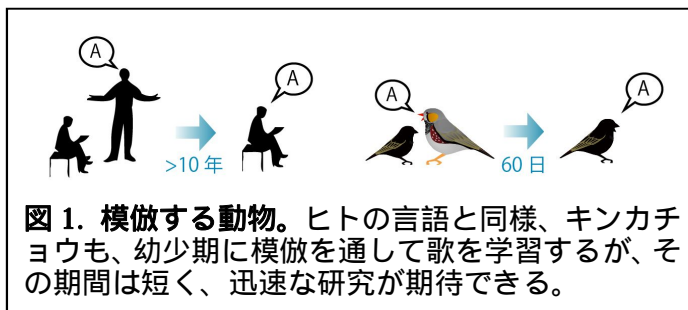 A
A
>10 年
A
A
60 日
図 1. 模倣する動物。ヒトの言語と同様、キンカチ
ョウも、幼少期に模倣を通して歌を学習するが、そ
の期間は短く、迅速な研究が期待できる。